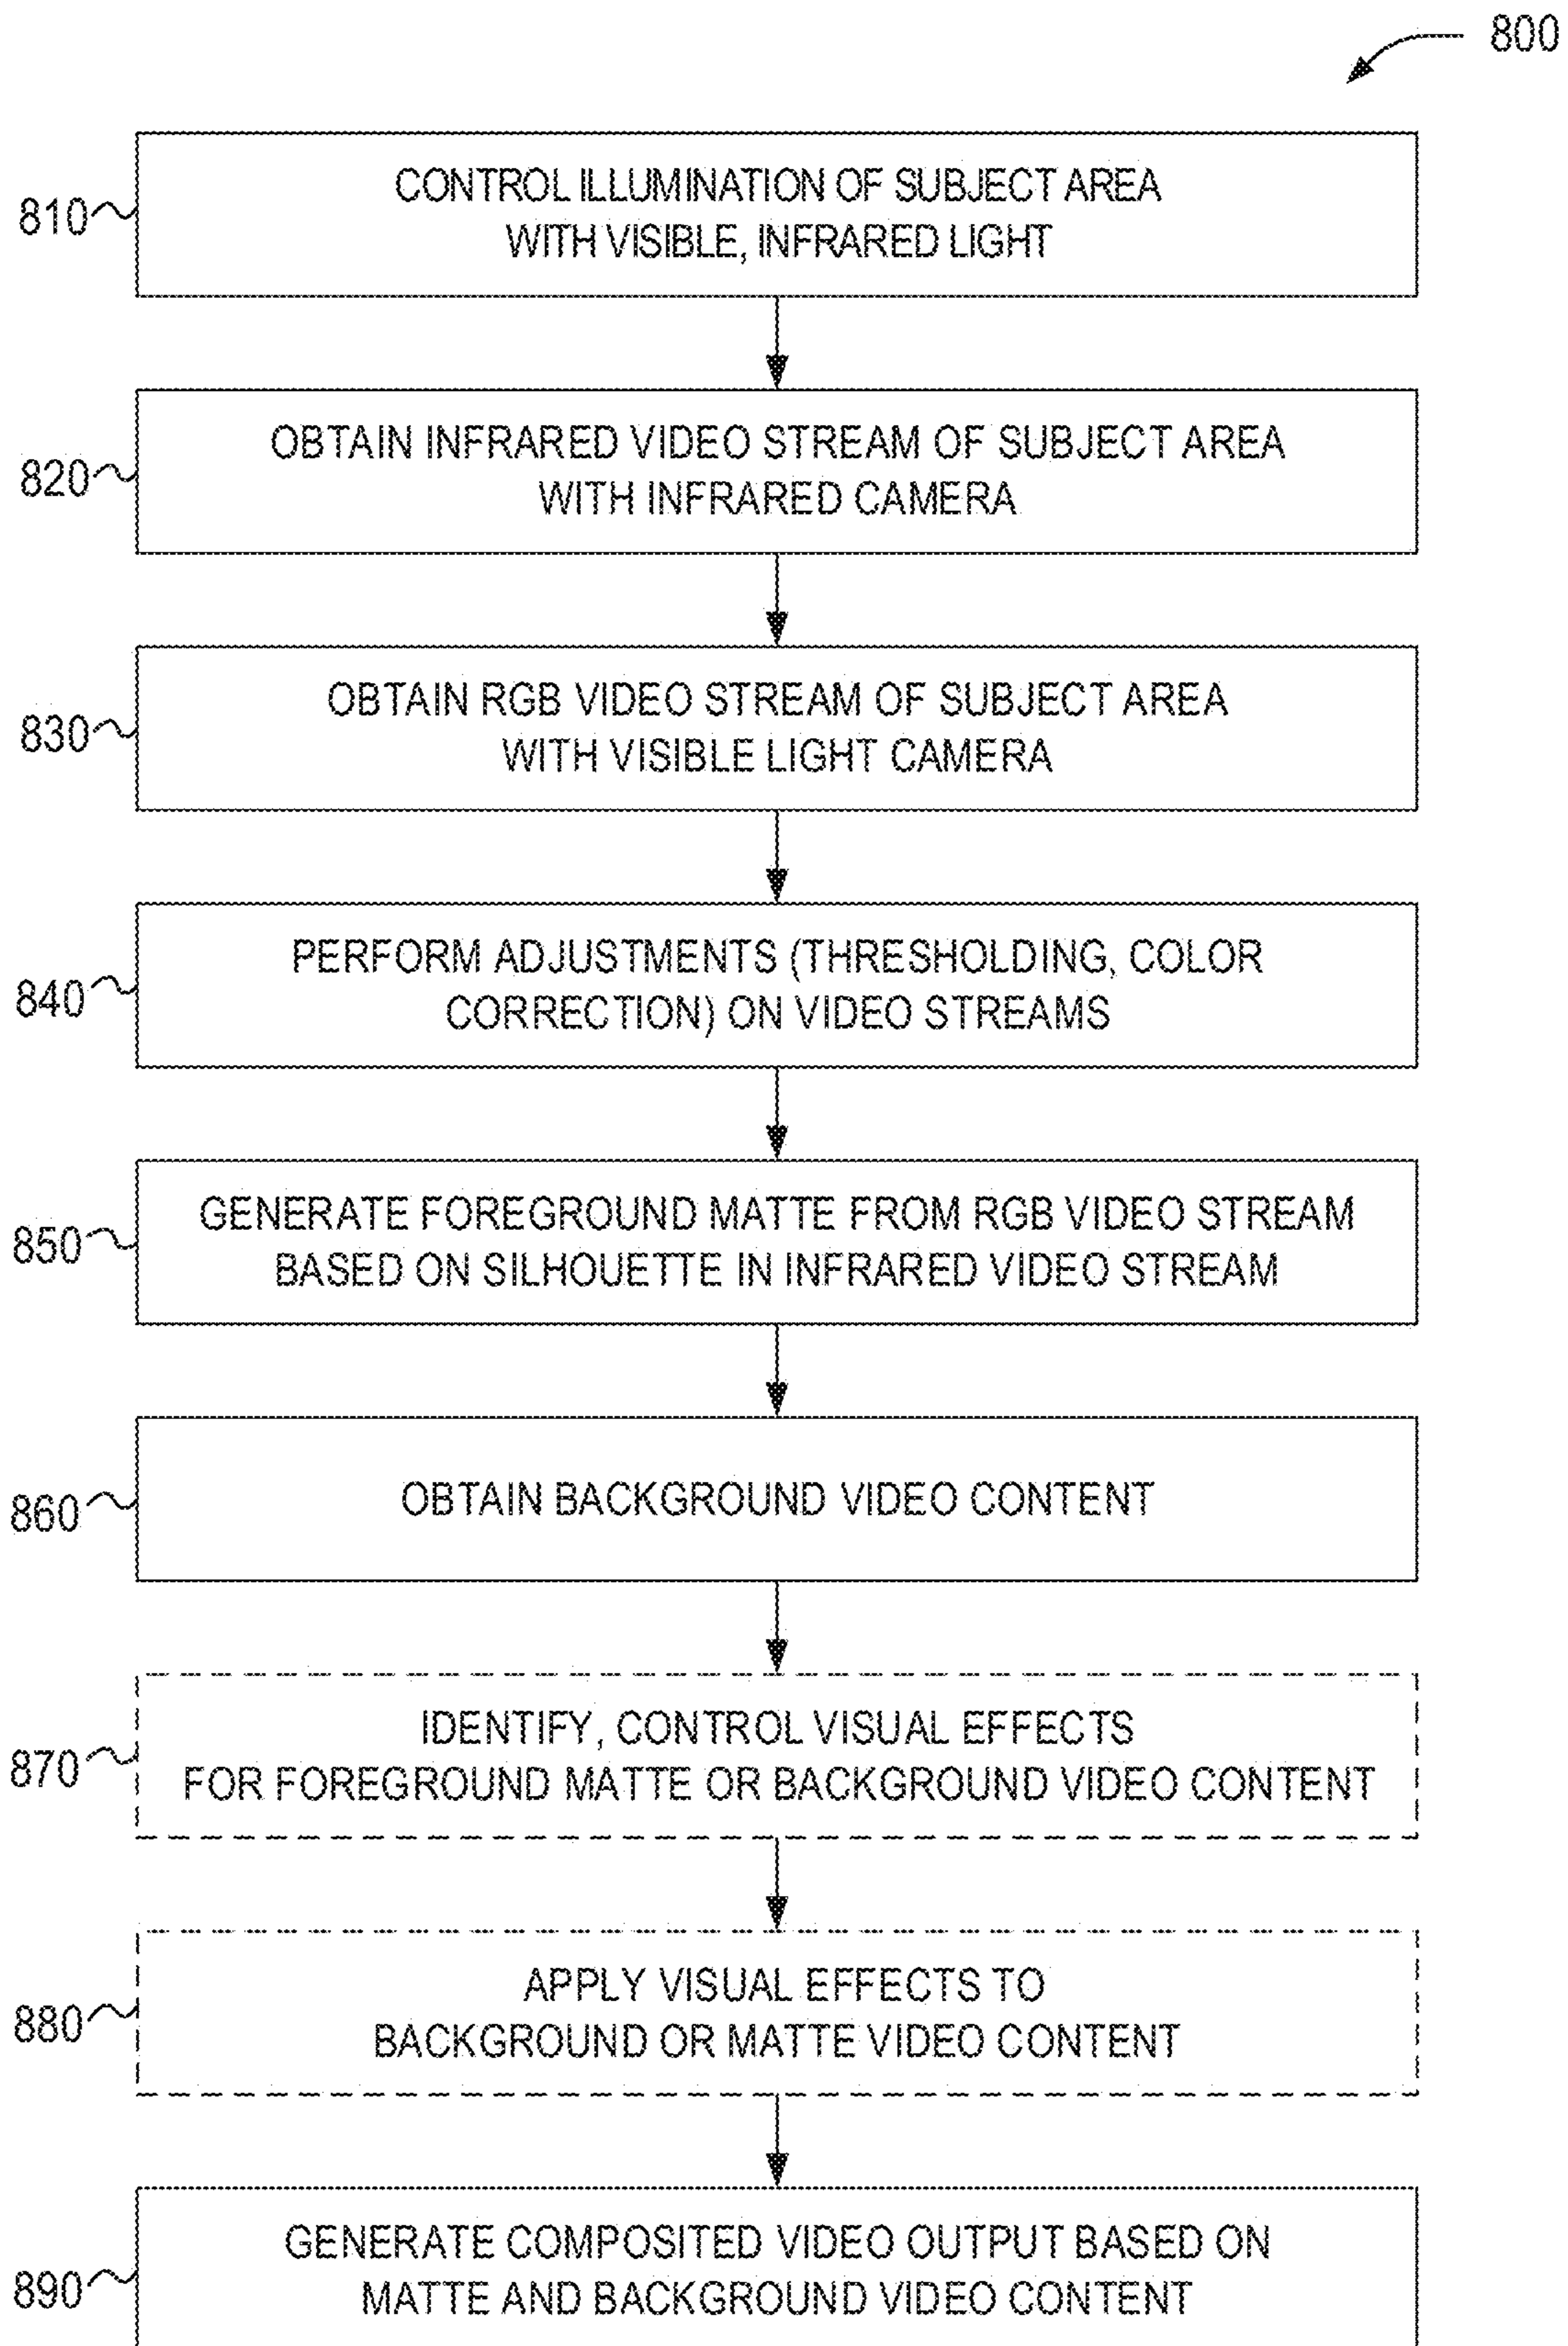 800
810
CONTROL ILLUMINATION OF SUBJECT AREA
WITH VISIBLE, INFRARED LIGHT
820
OBTAIN INFRARED VIDEO STREAM OF SUBJECT AREA
WITH INFRARED CAMERA
830
OBTAIN RGB VIDEO STREAM OF SUBJECT AREA
WITH VISIBLE LIGHT CAMERA
840
PERFORM ADJUSTMENTS (THRESHOLDING, COLOR
CORRECTION) ON VIDEO STREAMS
850
GENERATE FOREGROUND MATTE FROM RGB VIDEO STREAM
BASED ON SILHOUETTE IN INFRARED VIDEO STREAM
860
OBTAIN BACKGROUND VIDEO CONTENT
870
IDENTIFY, CONTROL VISUAL EFFECTS
FOR FOREGROUND MATTE OR BACKGROUND VIDEO CONTENT
880
APPLY VISUAL EFFECTS TO
BACKGROUND OR MATTE VIDEO CONTENT
890
GENERATE COMPOSITED VIDEO OUTPUT BASED ON
MATTE AND BACKGROUND VIDEO CONTENT